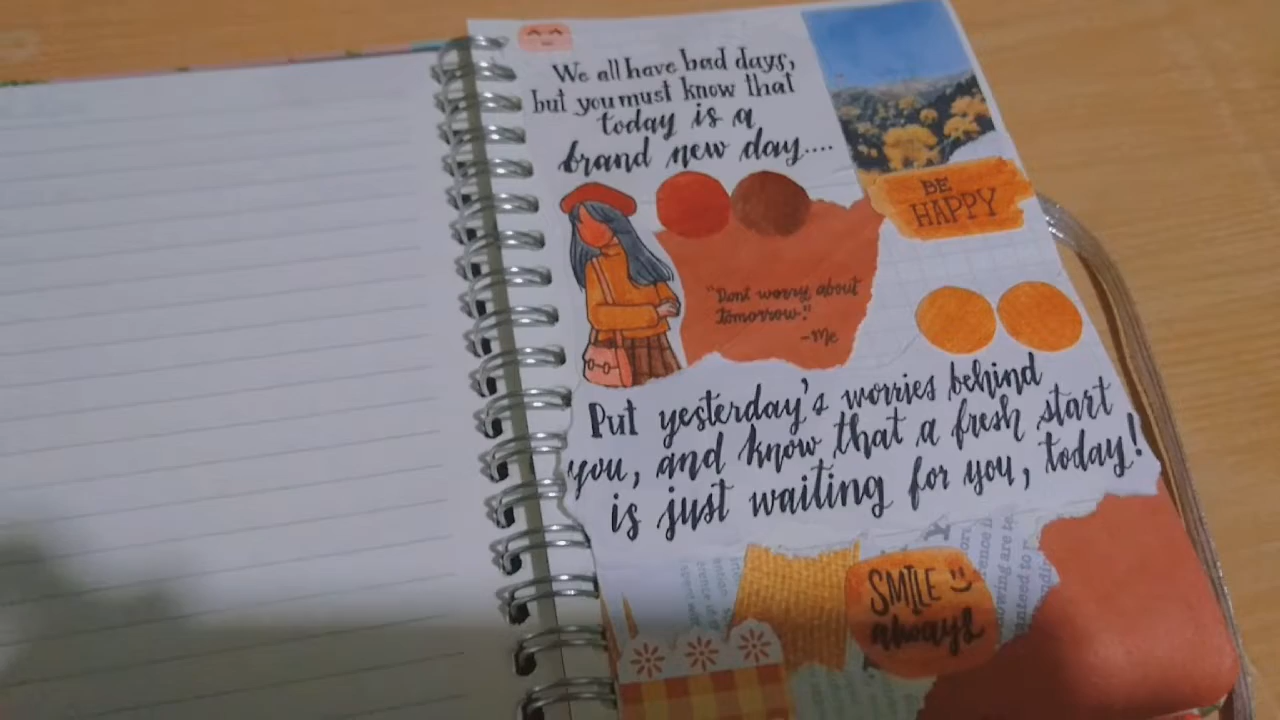 We all have bad days,
but you must know that
today is a
brand new day....
BE
HAPPY
"Dont worry about
tomorrow."
-Me
Put yesterday's worries behind
you, and know that a fresh start
is just waiting for you, today!
SMILE
always